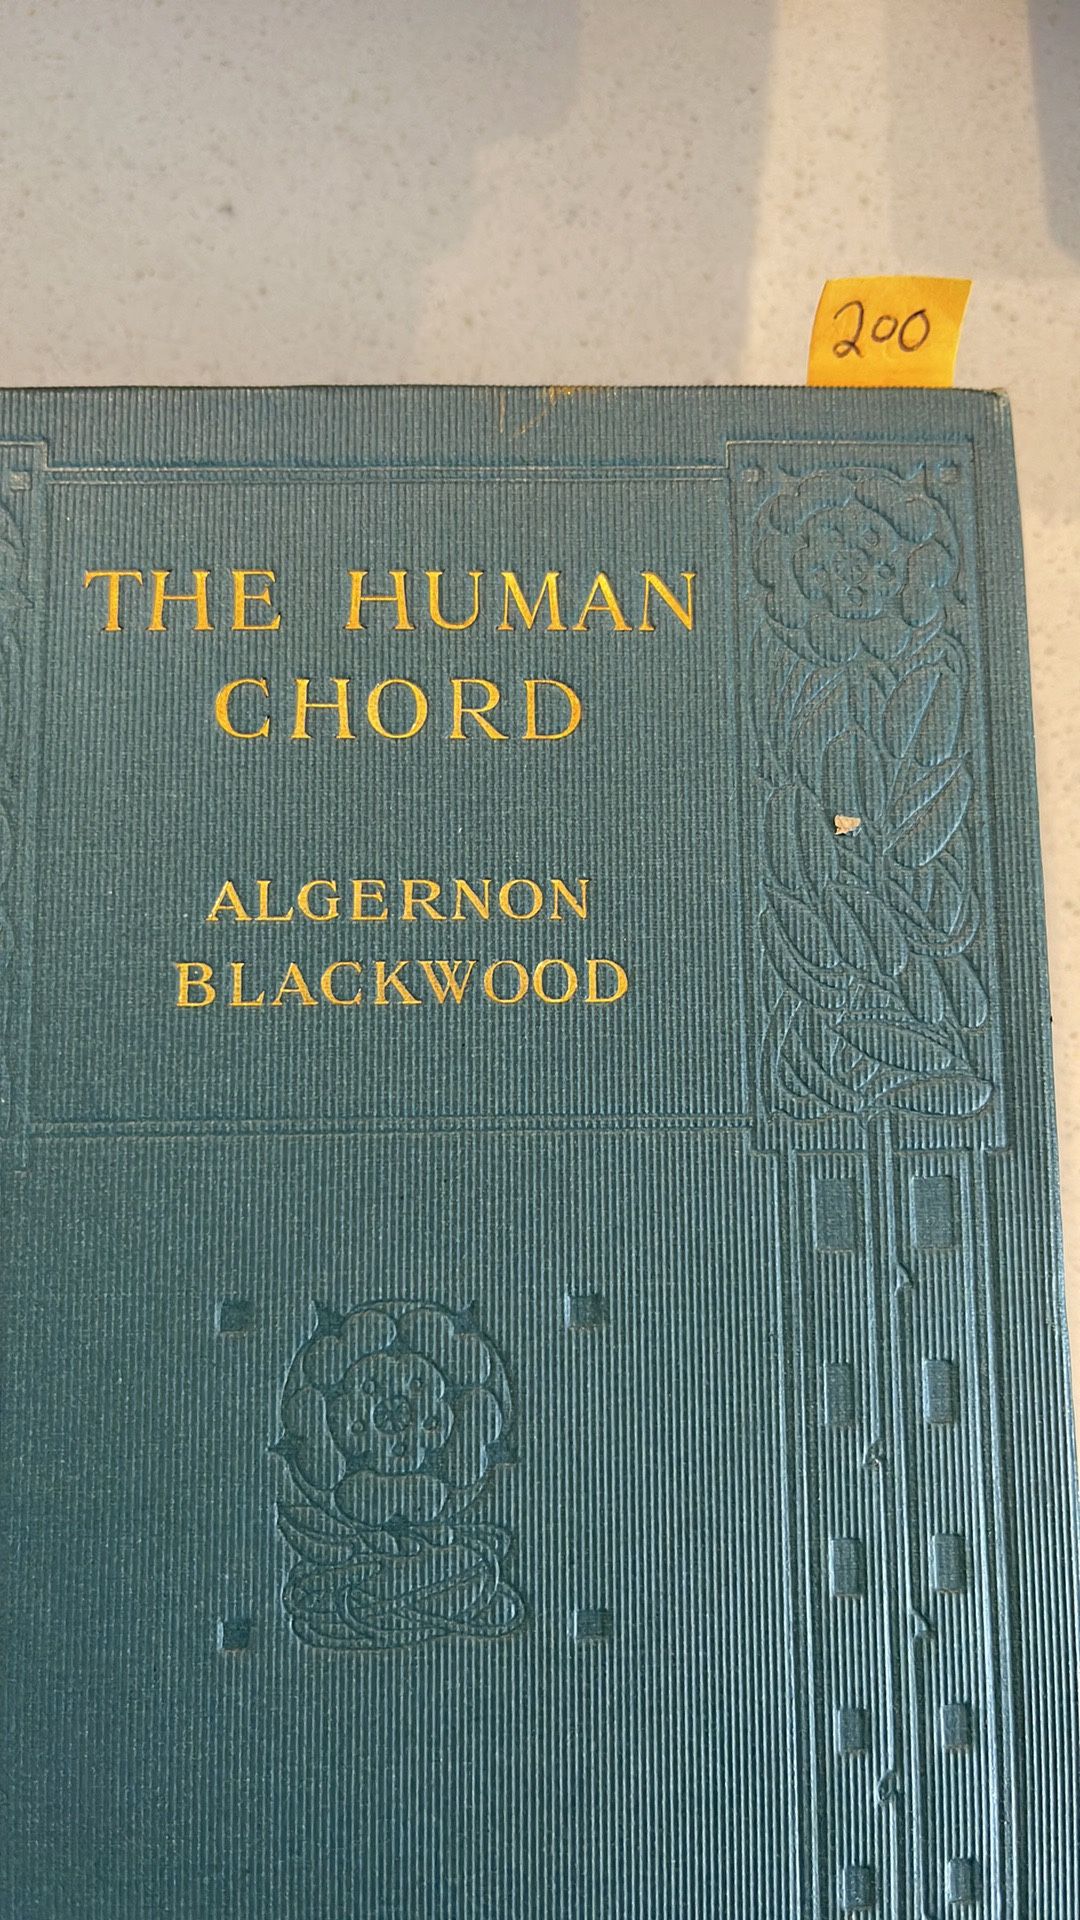 200
THE HUMAN
CHORD
ALGERNON
BLACKWOOD